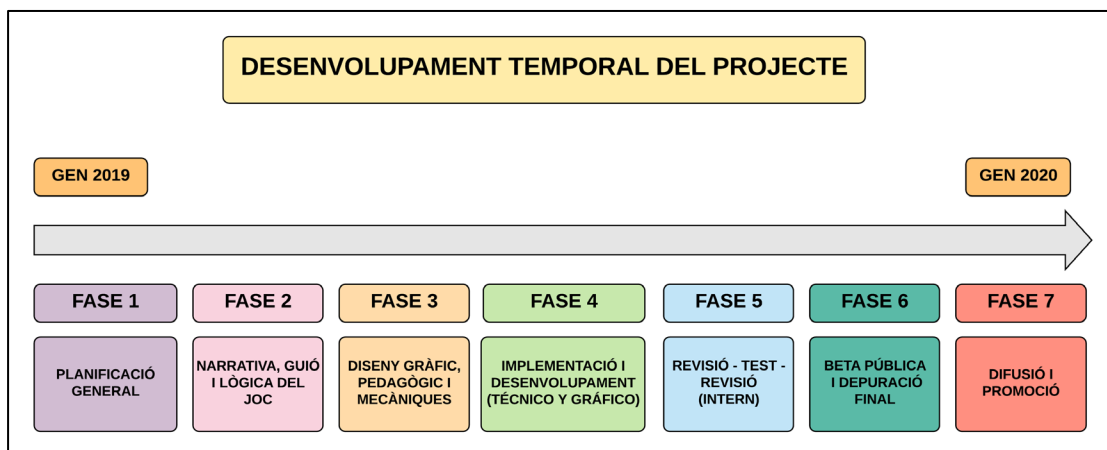 DESENVOLUPAMENT TEMPORAL DEL PROJECTE
GEN 2019
GEN 2020
FASE 1
FASE 2
FASE 3
FASE 4
FASE 5
FASE 6
FASE 7
PLANIFICACIÓ
GENERAL
NARRATIVA, GUIÓ
I LÒGICA DEL
JOC
DISENY GRÀFIC,
PEDAGÒGIC I
MECÀNIQUES
IMPLEMENTACIÓ I
DESENVOLUPAMENT
(TÉCNICO Y GRÁFICO)
REVISIÓ - TEST -
REVISIÓ
(INTERN)
BETA PÚBLICA
I DEPURACIÓ
FINAL
DIFUSIÓ I
PROMOCIÓ